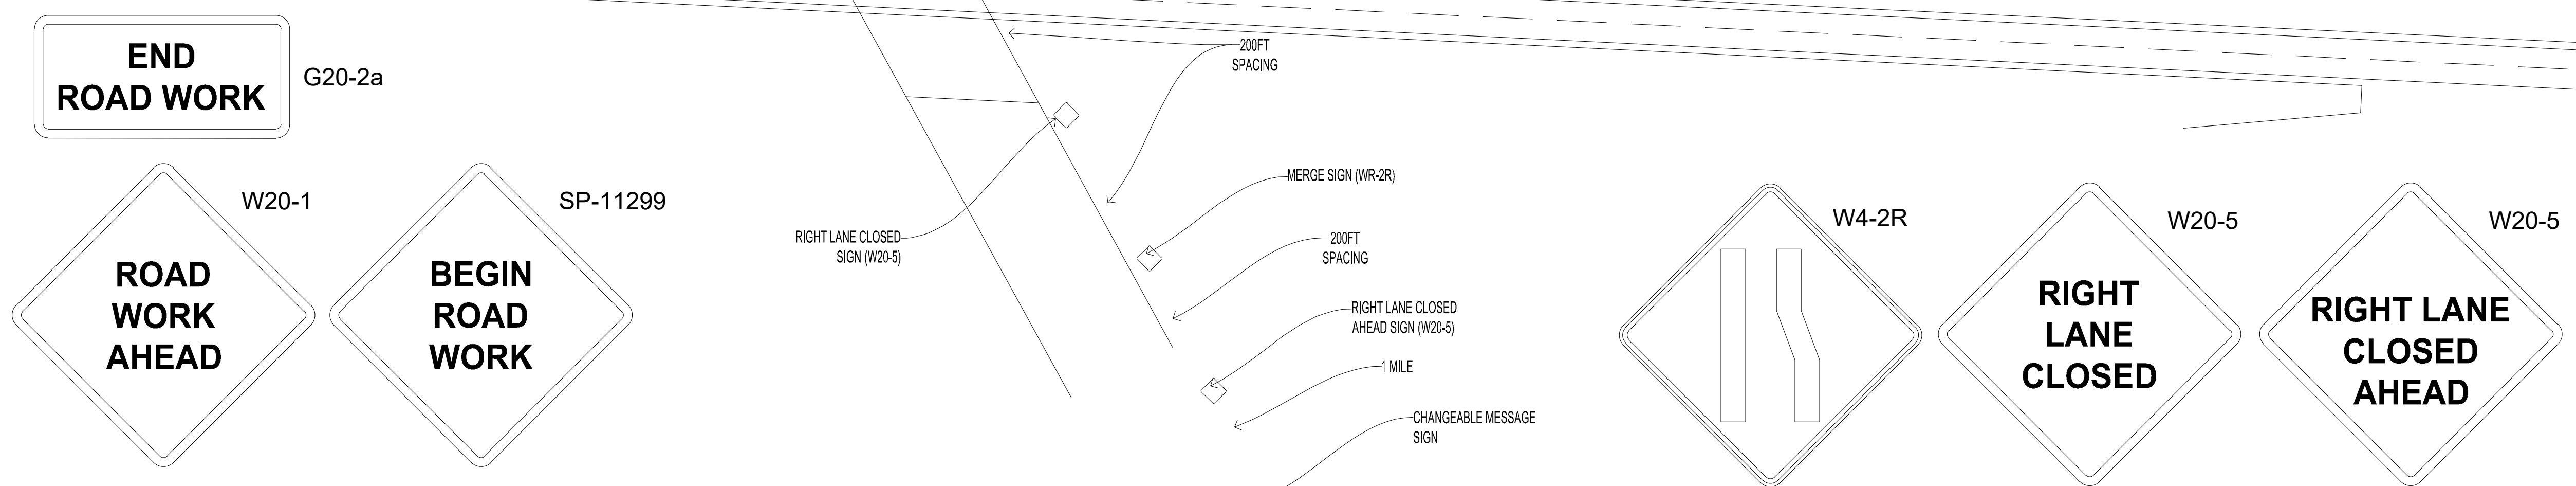 END
ROAD WORK
G20-2a
ROAD
WORK
AHEAD
W20-1
BEGIN
ROAD
WORK
SP-11299
200FT
SPACING
MERGE SIGN (WR-2R)
RIGHT LANE CLOSED
SIGN (W20-5)
200FT
SPACING
RIGHT LANE CLOSED
AHEAD SIGN (W20-5)
1 MILE
CHANGEABLE MESSAGE
SIGN
W4-2R
RIGHT
LANE
CLOSED
W20-5
RIGHT LANE
CLOSED
AHEAD
W20-5